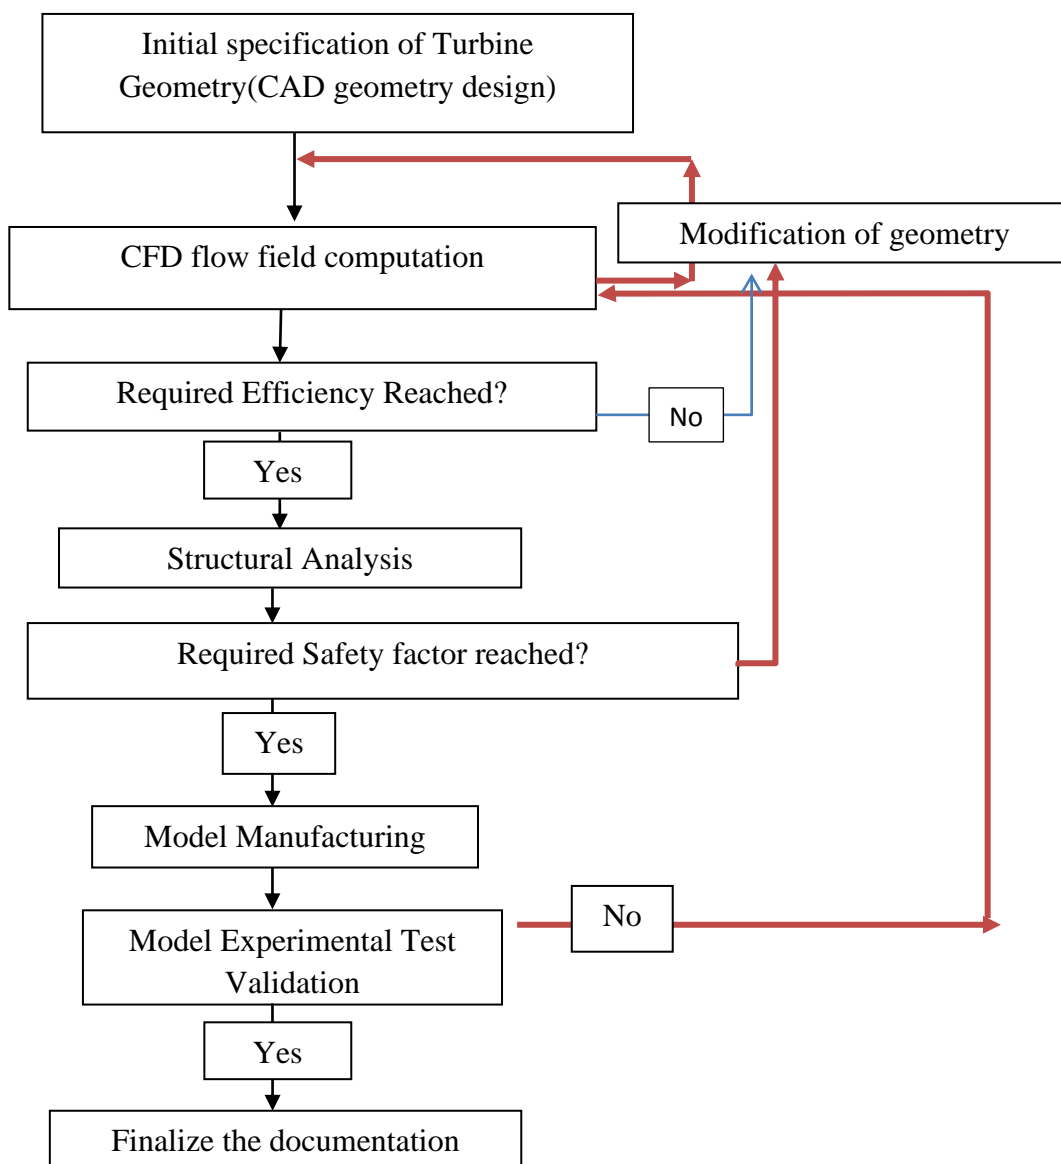 Initial specification of Turbine
Geometry(CAD geometry design)
Modification of geometry
CFD flow field computation
Required Efficiency Reached?
No
Yes
Structural Analysis
Required Safety factor reached?
Yes
Model Manufacturing
No
Model Experimental Test
Validation
Yes
Finalize the documentation